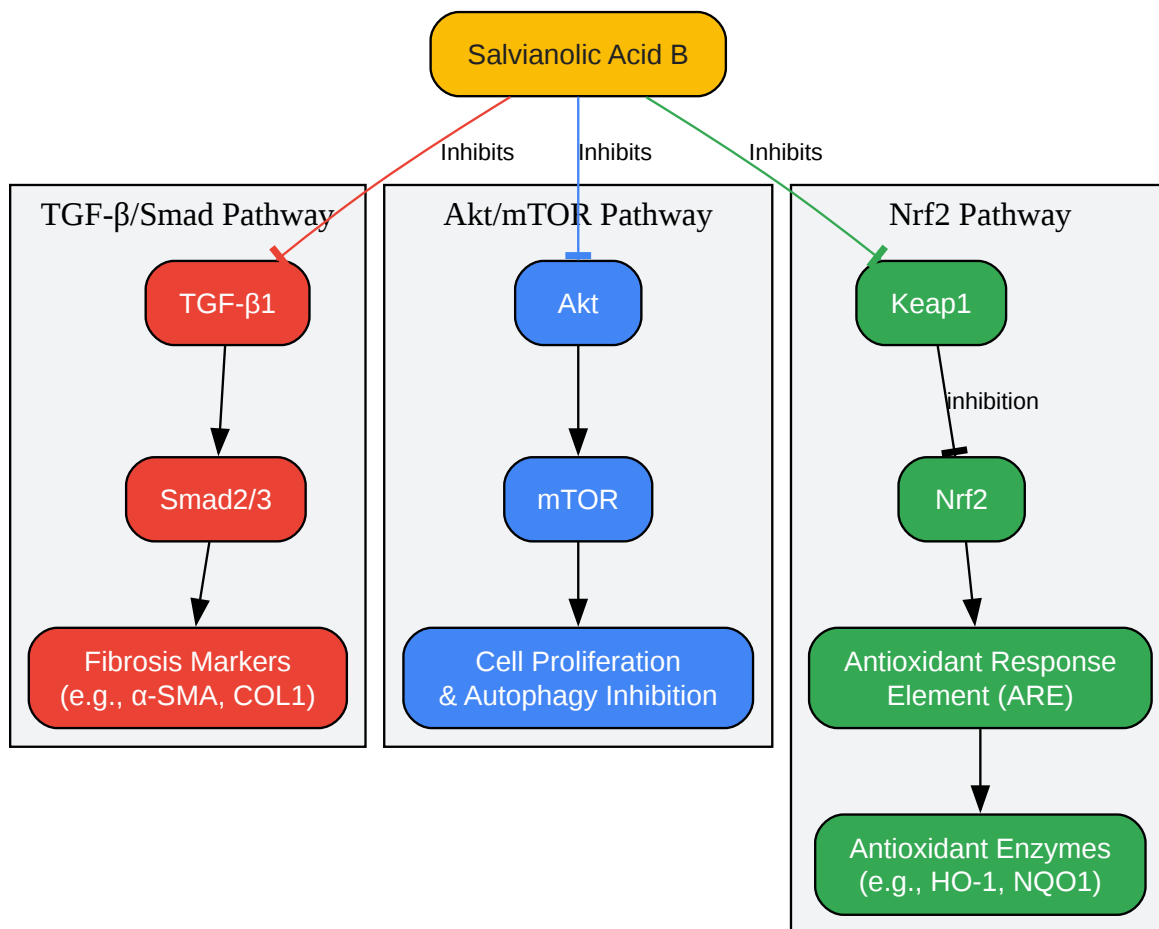 Salvianolic Acid B
Inhibits
Inhibits
Inhibits
TGF-β/Smad Pathway
Akt/mTOR Pathway
Nrf2 Pathway
TGF-β1
Akt
Keap1
inhibition
Smad2/3
mTOR
Nrf2
Fibrosis Markers
(e.g., α-SMA, COL1)
Cell Proliferation
& Autophagy Inhibition
Antioxidant Response
Element (ARE)
Antioxidant Enzymes
(e.g., HO-1, NQO1)